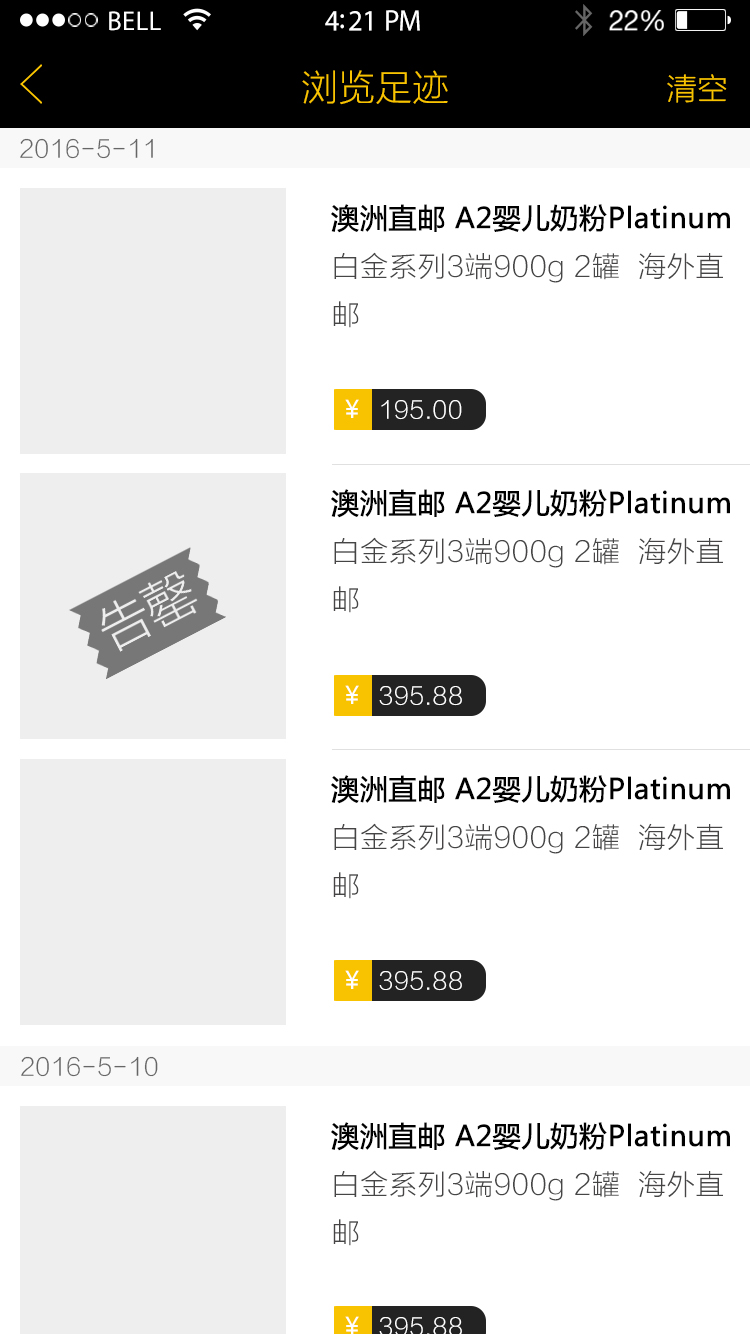 BELL 4:21 PM 22%
浏览足迹 清空
2016-5-11
澳洲直邮 A2婴儿奶粉Platinum
白金系列3端900g 2罐 海外直
邮
¥ 195.00
澳洲直邮 A2婴儿奶粉Platinum
白金系列3端900g 2罐 海外直
邮
告罄
¥ 395.88
澳洲直邮 A2婴儿奶粉Platinum
白金系列3端900g 2罐 海外直
邮
¥ 395.88
2016-5-10
澳洲直邮 A2婴儿奶粉Platinum
白金系列3端900g 2罐 海外直
邮
¥ 395.88